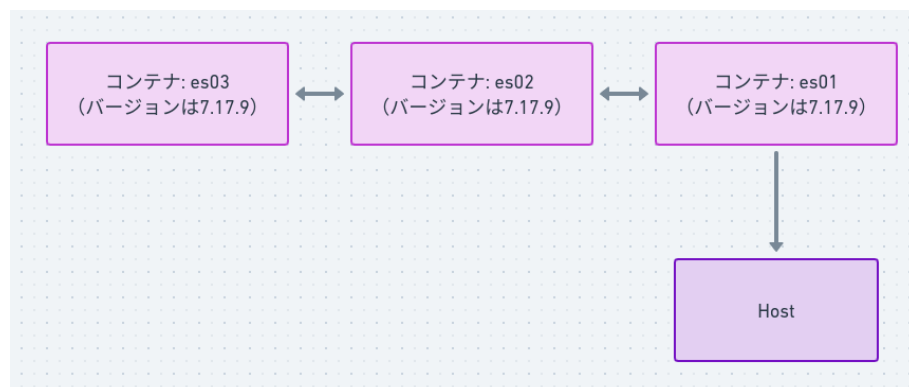 コンテナ: es03
（バージョンは7.17.9）
コンテナ: es02
（バージョンは7.17.9）
コンテナ: es01
（バージョンは7.17.9）
Host